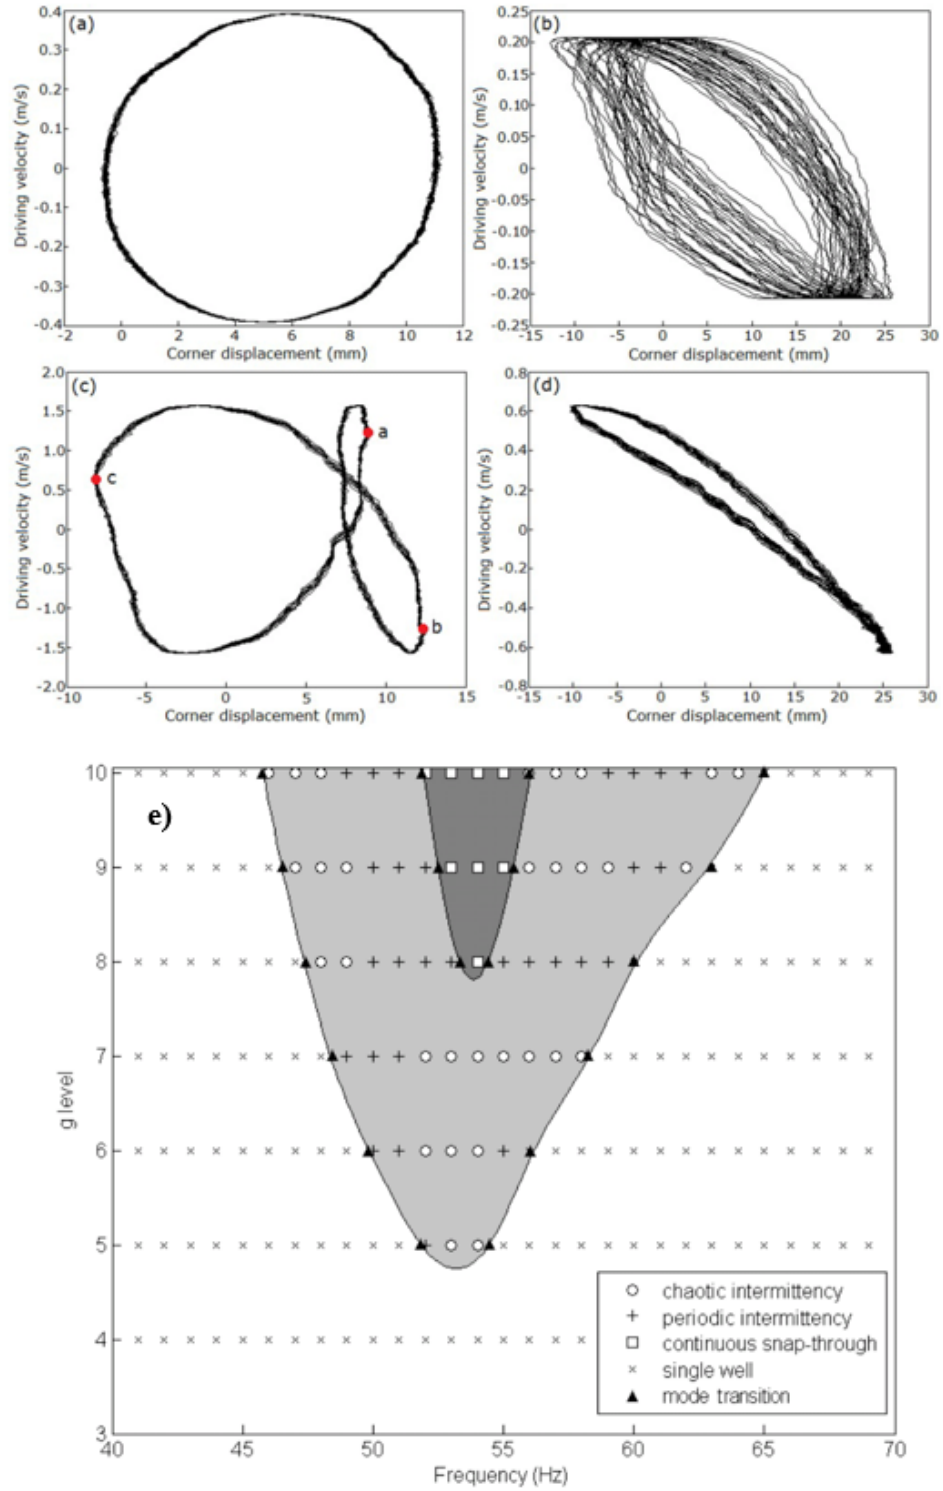 (a)
0.4
0.3
0.2
0.1
0
-0.1
-0.2
-0.3
-0.4
Driving velocity (m/s)
-2 0 2 4 6 8 10 12
Corner displacement (mm)
(b)
0.25
0.20
0.15
0.10
0.05
0
-0.05
-0.10
-0.15
-0.20
-0.25
Driving velocity (m/s)
-15 -10 -5 0 5 10 15 20 25 30
Corner displacement (mm)
(c)
2.0
1.5
1.0
0.5
0
-0.5
-1.0
-1.5
-2.0
Driving velocity (m/s)
a
c
b
-10 -5 0 5 10 15
Corner displacement (mm)
(d)
0.8
0.6
0.4
0.2
0
-0.2
-0.4
-0.6
-0.8
Driving velocity (m/s)
-15 -10 -5 0 5 10 15 20 25 30
Corner displacement (mm)
e)
10
9
8
7
6
5
4
3
g level
chaotic intermittency
periodic intermittency
continuous snap-through
single well
mode transition
40 45 50 55 60 65 70
Frequency (Hz)